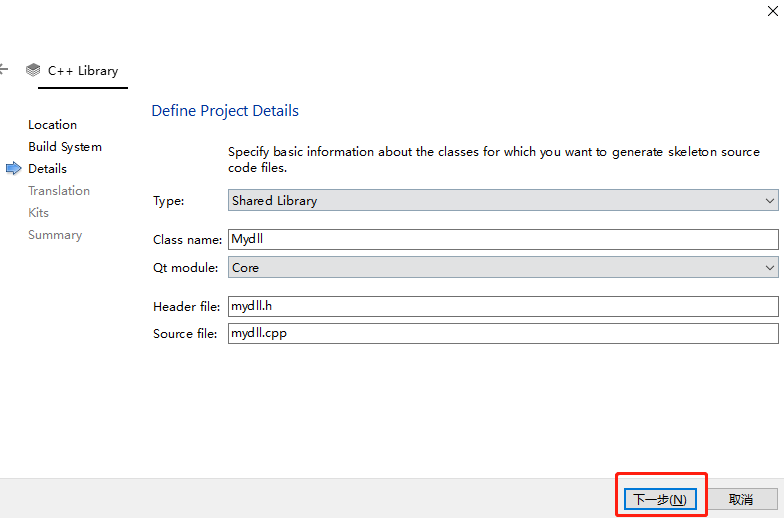 C++ Library
Location
Build System
Details
Translation
Kits
Summary
Define Project Details
Specify basic information about the classes for which you want to generate skeleton source
code files.
Type: Shared Library
Class name: Mydll
Qt module: Core
Header file: mydll.h
Source file: mydll.cpp
下一步(N) 取消